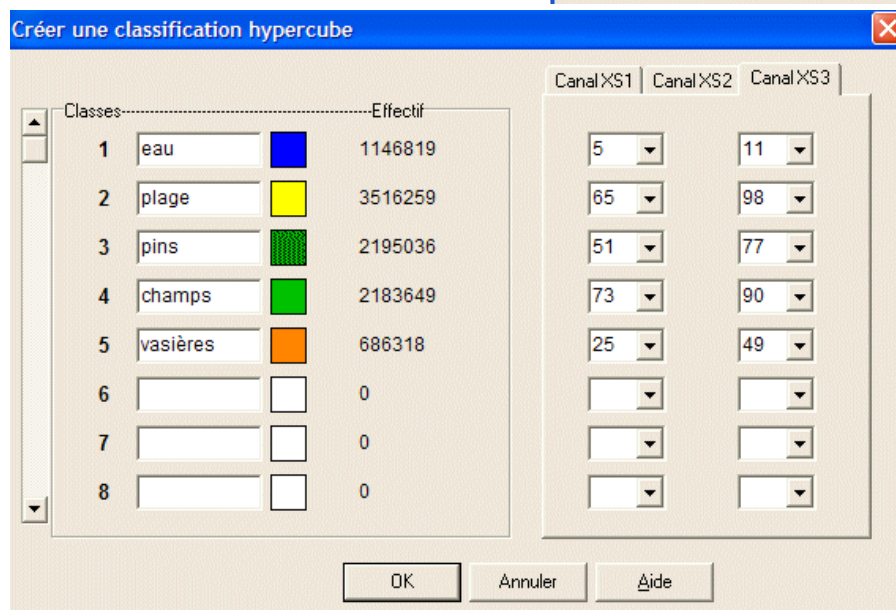 Créer une classification hypercube
Canal XS1 Canal XS2 Canal XS3
Classes Effectif
1 eau 1146819 5 11
2 plage 3516259 65 98
3 pins 2195036 51 77
4 champs 2183649 73 90
5 vasières 686318 25 49
6 0
7 0
8 0
OK Annuler Aide